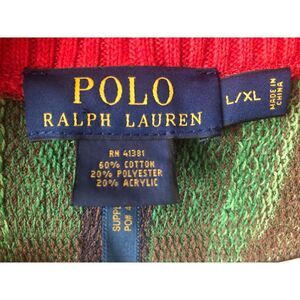 POLO
RALPH LAUREN
L/XL
MADE IN
CHINA
RN 41381
60% COTTON
20% POLYESTER
20% ACRYLIC